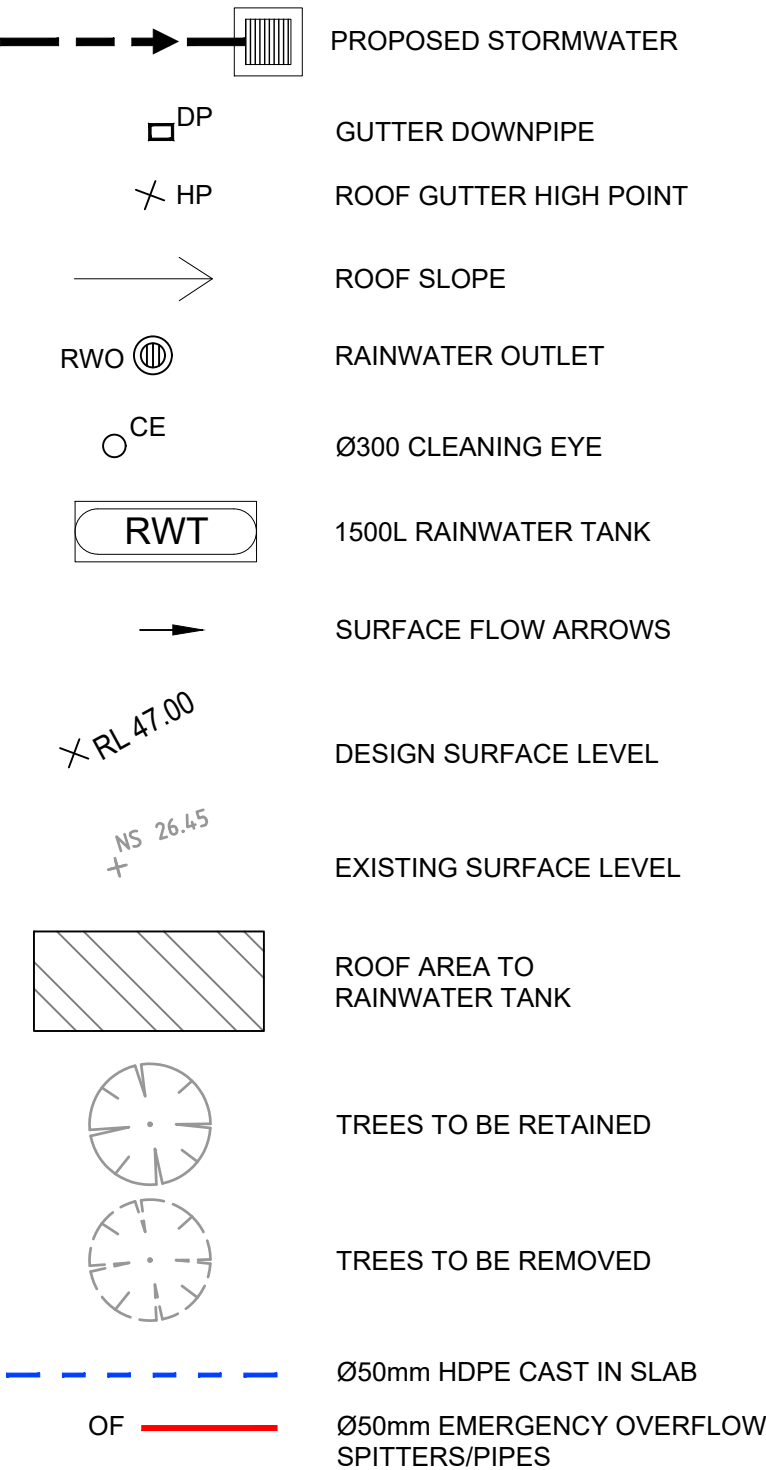 PROPOSED STORMWATER
DP
GUTTER DOWNPIPE
HP
ROOF GUTTER HIGH POINT
ROOF SLOPE
RWO
RAINWATER OUTLET
CE
Ø300 CLEANING EYE
RWT
1500L RAINWATER TANK
SURFACE FLOW ARROWS
RL 47.00
DESIGN SURFACE LEVEL
NS 26.45
EXISTING SURFACE LEVEL
ROOF AREA TO
RAINWATER TANK
TREES TO BE RETAINED
TREES TO BE REMOVED
Ø50mm HDPE CAST IN SLAB
OF
Ø50mm EMERGENCY OVERFLOW
SPITTERS/PIPES